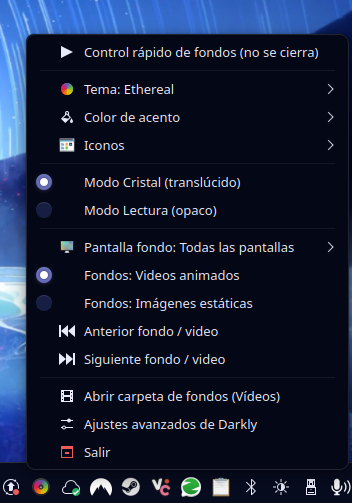 Control rápido de fondos (no se cierra)
Tema: Ethereal
Color de acento
Iconos
Modo Cristal (translúcido)
Modo Lectura (opaco)
Pantalla fondo: Todas las pantallas
Fondos: Videos animados
Fondos: Imágenes estáticas
Anterior fondo / video
Siguiente fondo / video
Abrir carpeta de fondos (Vídeos)
Ajustes avanzados de Darkly
Salir